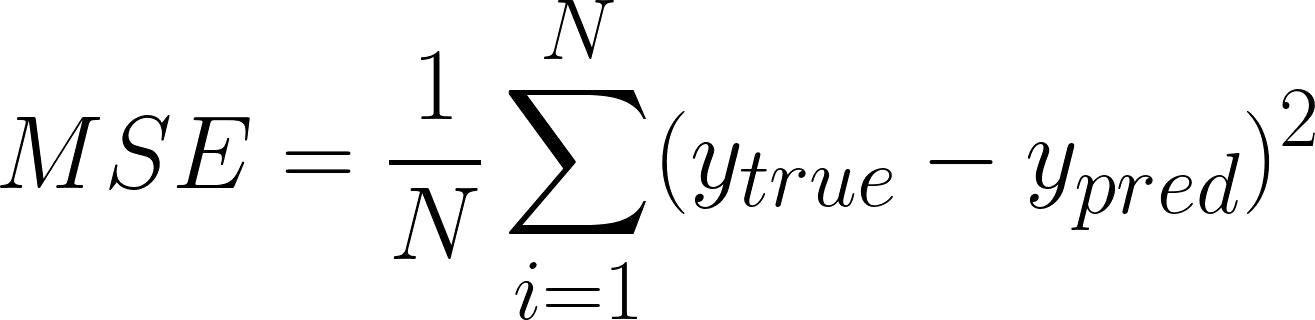 MSE = \frac{1}{N} \sum_{i=1}^{N} (y_{true} - y_{pred})^2